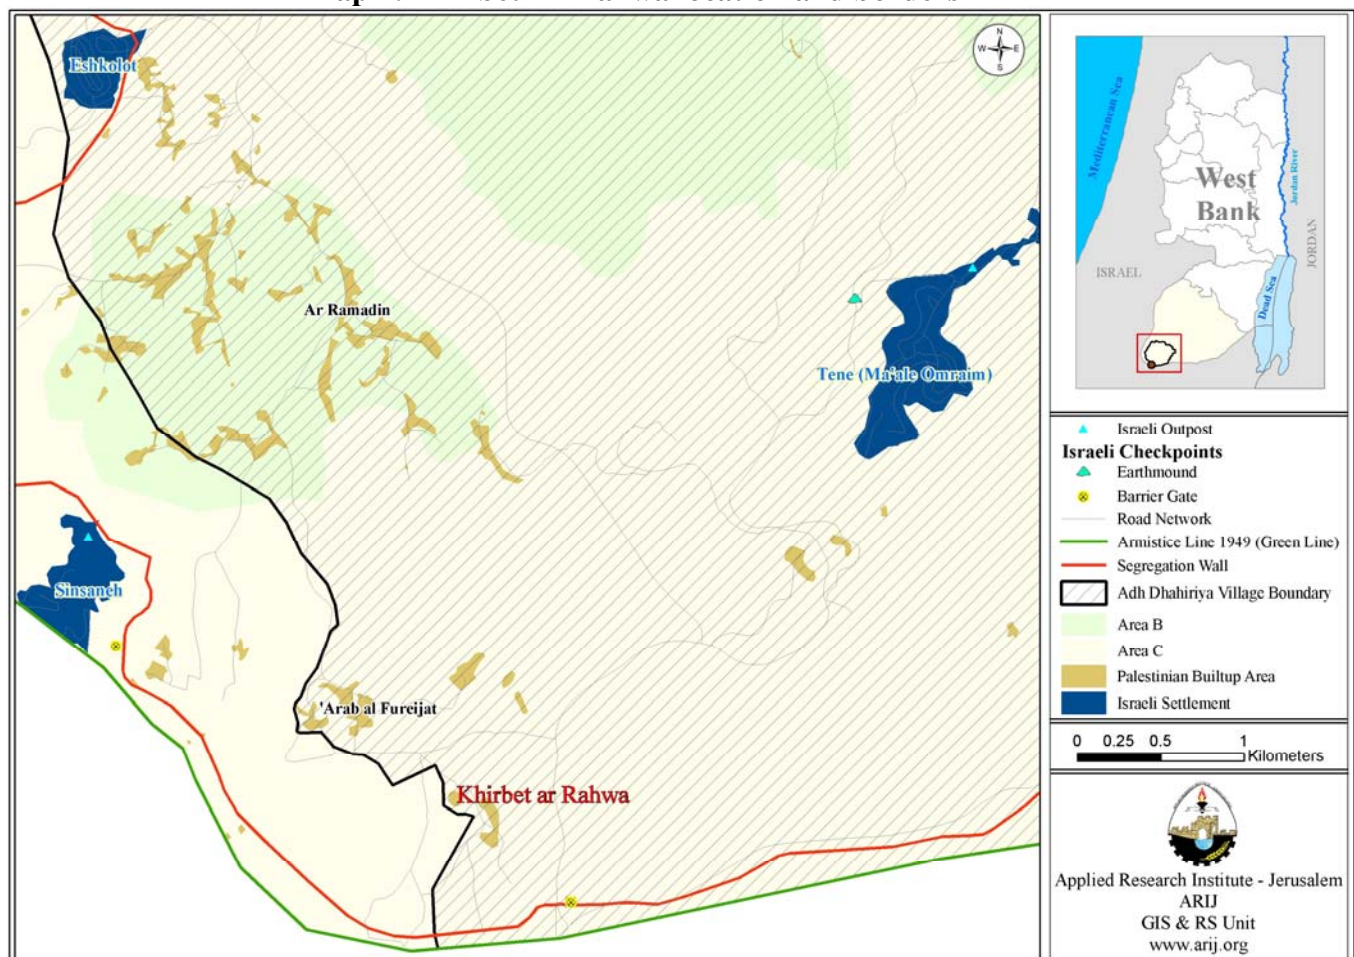 Eshkolot
Ar Ramadin
Tene (Ma'ale Omraim)
Sinsaneh
'Arab al Fureijat
Khirbet ar Rahwa
N
W
E
S
Mediterranean Sea
West
Bank
Jordan River
JORDAN
ISRAEL
Dead Sea
Israeli Outpost
Israeli Checkpoints
Earthmound
Barrier Gate
Road Network
Armistice Line 1949 (Green Line)
Segregation Wall
Adh Dhahiriya Village Boundary
Area B
Area C
Palestinian Builtup Area
Israeli Settlement
0 0.25 0.5 1
Kilometers
Applied Research Institute - Jerusalem
ARIJ
GIS & RS Unit
www.arij.org